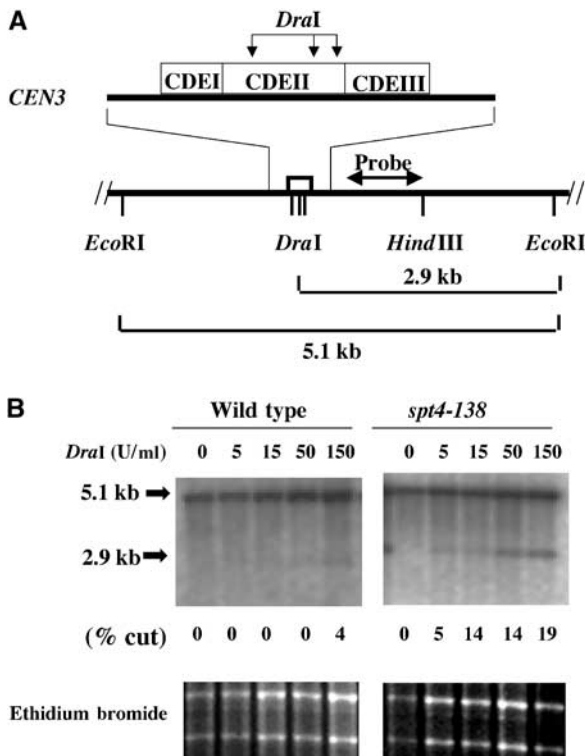 A
DraI
CDEI CDEII CDEIII
CEN3
Probe
// //
EcoRI DraI HindIII EcoRI
2.9 kb
5.1 kb
B
Wild type spt4-138
DraI (U/ml) 0 5 15 50 150 0 5 15 50 150
5.1 kb
2.9 kb
(% cut) 0 0 0 0 4 0 5 14 14 19
Ethidium bromide